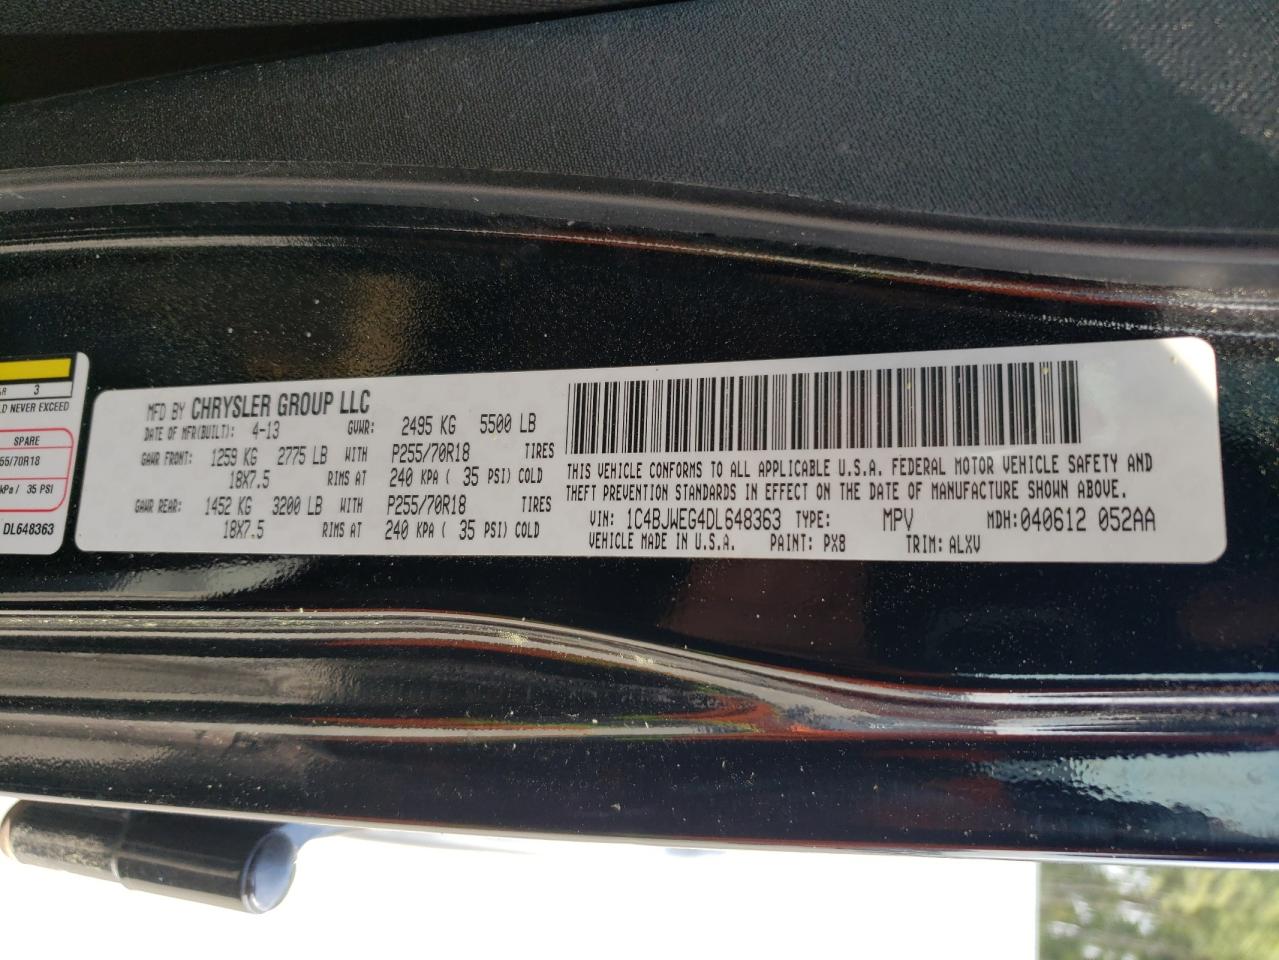 R 3
LD NEVER EXCEED
SPARE
255/70R18
kPa/ 35 PSI
DL648363
MFD BY CHRYSLER GROUP LLC
DATE OF MFR(BUILT): 4-13 GVWR: 2495 KG 5500 LB
GAWR FRONT: 1259 KG 2775 LB WITH P255/70R18 TIRES
18X7.5 RIMS AT 240 KPA ( 35 PSI) COLD
GAWR REAR: 1452 KG 3200 LB WITH P255/70R18 TIRES
18X7.5 RIMS AT 240 KPA ( 35 PSI) COLD
THIS VEHICLE CONFORMS TO ALL APPLICABLE U.S.A. FEDERAL MOTOR VEHICLE SAFETY AND
THEFT PREVENTION STANDARDS IN EFFECT ON THE DATE OF MANUFACTURE SHOWN ABOVE.
VIN: 1C4BJWEG4DL648363 TYPE: MPV MDH:040612 052AA
VEHICLE MADE IN U.S.A. PAINT: PX8 TRIM: ALXV